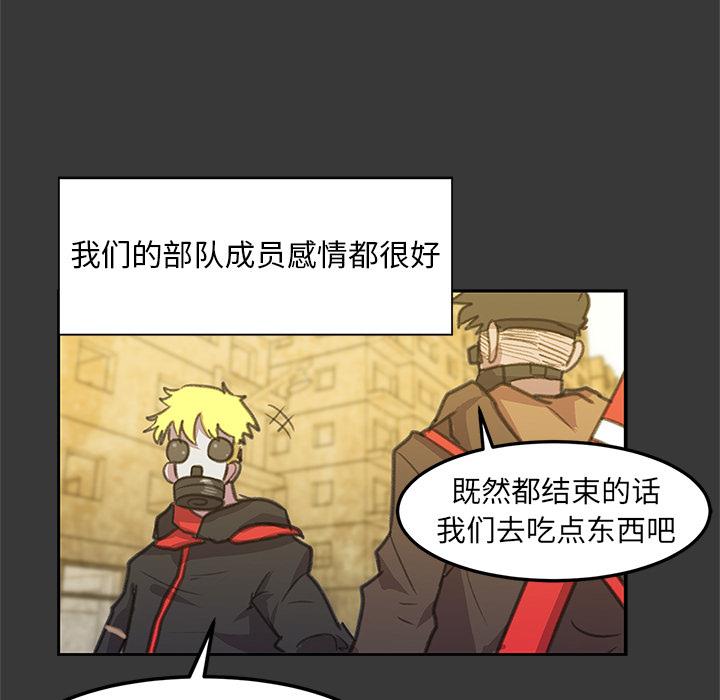 我们的部队成员感情都很好
既然都结束的话
我们去吃点东西吧